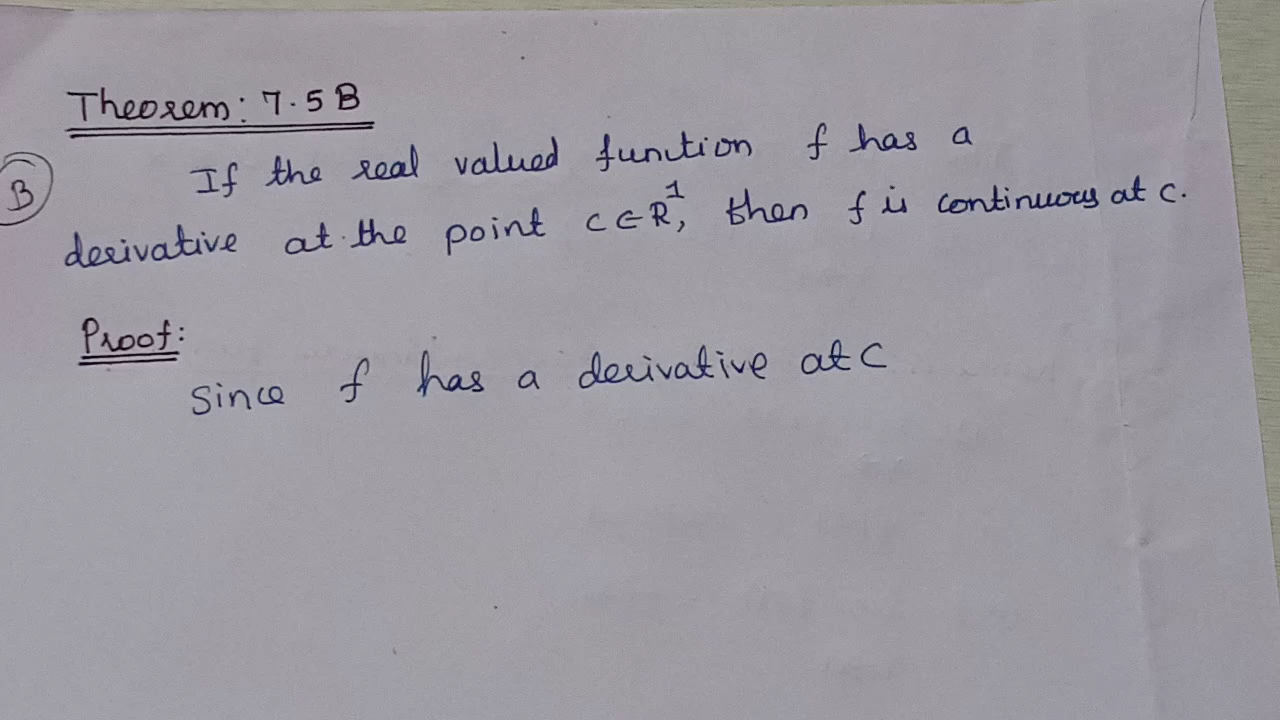 Theorem: 7.5 B
B
If the real valued function f has a
derivative at the point c ∈ R¹, then f is continuous at c.
Proof:
Since f has a derivative at C